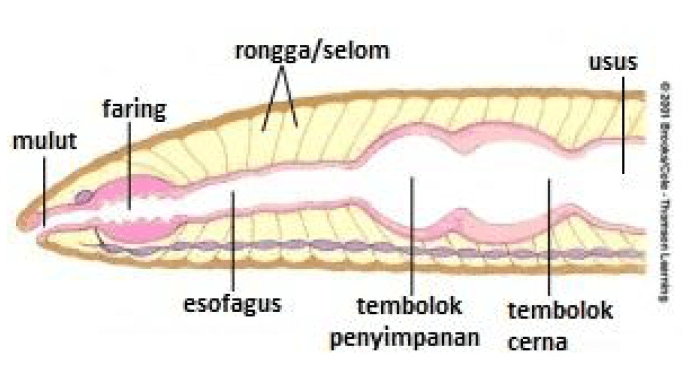 rongga/selom
usus
faring
mulut
esofagus
tembolok
penyimpanan
tembolok
cerna
© 2001 Brooks/Cole - Thomson Learning